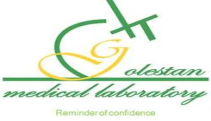 Golestan
medical laboratory
Reminder of confidence